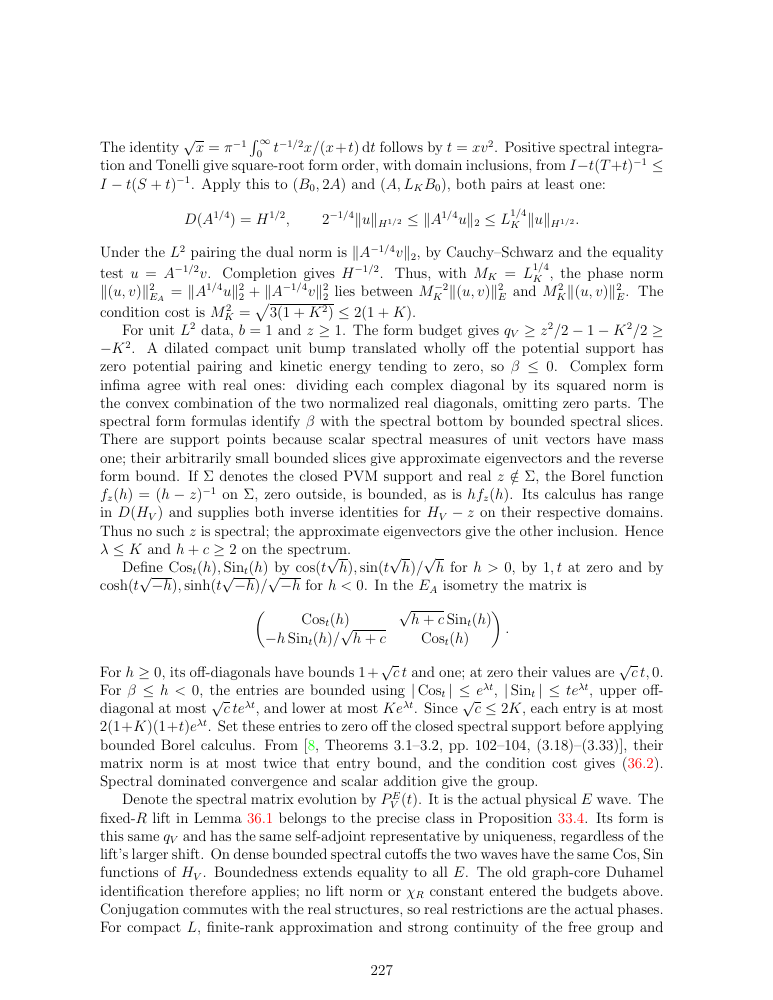 The identity √x = π⁻¹ ∫₀^∞ t^{−1/2}x/(x+t) dt follows by t = xv². Positive spectral integra-
tion and Tonelli give square-root form order, with domain inclusions, from I−t(T+t)⁻¹ ≤
I − t(S + t)⁻¹. Apply this to (B₀, 2A) and (A, L_K B₀), both pairs at least one:
D(A^{1/4}) = H^{1/2}, 2^{−1/4}‖u‖_{H^{1/2}} ≤ ‖A^{1/4}u‖₂ ≤ L_K^{1/4}‖u‖_{H^{1/2}}.
Under the L² pairing the dual norm is ‖A^{−1/4}v‖₂, by Cauchy–Schwarz and the equality
test u = A^{−1/2}v. Completion gives H^{−1/2}. Thus, with M_K = L_K^{1/4}, the phase norm
‖(u, v)‖²_{E_A} = ‖A^{1/4}u‖²₂ + ‖A^{−1/4}v‖²₂ lies between M_K^{−2}‖(u, v)‖²_E and M_K²‖(u, v)‖²_E. The
condition cost is M_K² = √(3(1 + K²)) ≤ 2(1 + K).
For unit L² data, b = 1 and z ≥ 1. The form budget gives q_V ≥ z²/2 − 1 − K²/2 ≥
−K². A dilated compact unit bump translated wholly off the potential support has
zero potential pairing and kinetic energy tending to zero, so β ≤ 0. Complex form
infima agree with real ones: dividing each complex diagonal by its squared norm is
the convex combination of the two normalized real diagonals, omitting zero parts. The
spectral form formulas identify β with the spectral bottom by bounded spectral slices.
There are support points because scalar spectral measures of unit vectors have mass
one; their arbitrarily small bounded slices give approximate eigenvectors and the reverse
form bound. If Σ denotes the closed PVM support and real z ∉ Σ, the Borel function
f_z(h) = (h − z)⁻¹ on Σ, zero outside, is bounded, as is hf_z(h). Its calculus has range
in D(H_V) and supplies both inverse identities for H_V − z on their respective domains.
Thus no such z is spectral; the approximate eigenvectors give the other inclusion. Hence
λ ≤ K and h + c ≥ 2 on the spectrum.
Define Cos_t(h), Sin_t(h) by cos(t√h), sin(t√h)/√h for h > 0, by 1, t at zero and by
cosh(t√−h), sinh(t√−h)/√−h for h < 0. In the E_A isometry the matrix is
( Cos_t(h) √(h + c) Sin_t(h)
−h Sin_t(h)/√(h + c) Cos_t(h) ).
For h ≥ 0, its off-diagonals have bounds 1+√c t and one; at zero their values are √c t, 0.
For β ≤ h < 0, the entries are bounded using | Cos_t | ≤ e^{λt}, | Sin_t | ≤ te^{λt}, upper off-
diagonal at most √c te^{λt}, and lower at most Ke^{λt}. Since √c ≤ 2K, each entry is at most
2(1+K)(1+t)e^{λt}. Set these entries to zero off the closed spectral support before applying
bounded Borel calculus. From [8, Theorems 3.1–3.2, pp. 102–104, (3.18)–(3.33)], their
matrix norm is at most twice that entry bound, and the condition cost gives (36.2).
Spectral dominated convergence and scalar addition give the group.
Denote the spectral matrix evolution by P_V^E(t). It is the actual physical E wave. The
fixed-R lift in Lemma 36.1 belongs to the precise class in Proposition 33.4. Its form is
this same q_V and has the same self-adjoint representative by uniqueness, regardless of the
lift's larger shift. On dense bounded spectral cutoffs the two waves have the same Cos, Sin
functions of H_V. Boundedness extends equality to all E. The old graph-core Duhamel
identification therefore applies; no lift norm or χ_R constant entered the budgets above.
Conjugation commutes with the real structures, so real restrictions are the actual phases.
For compact L, finite-rank approximation and strong continuity of the free group and
227